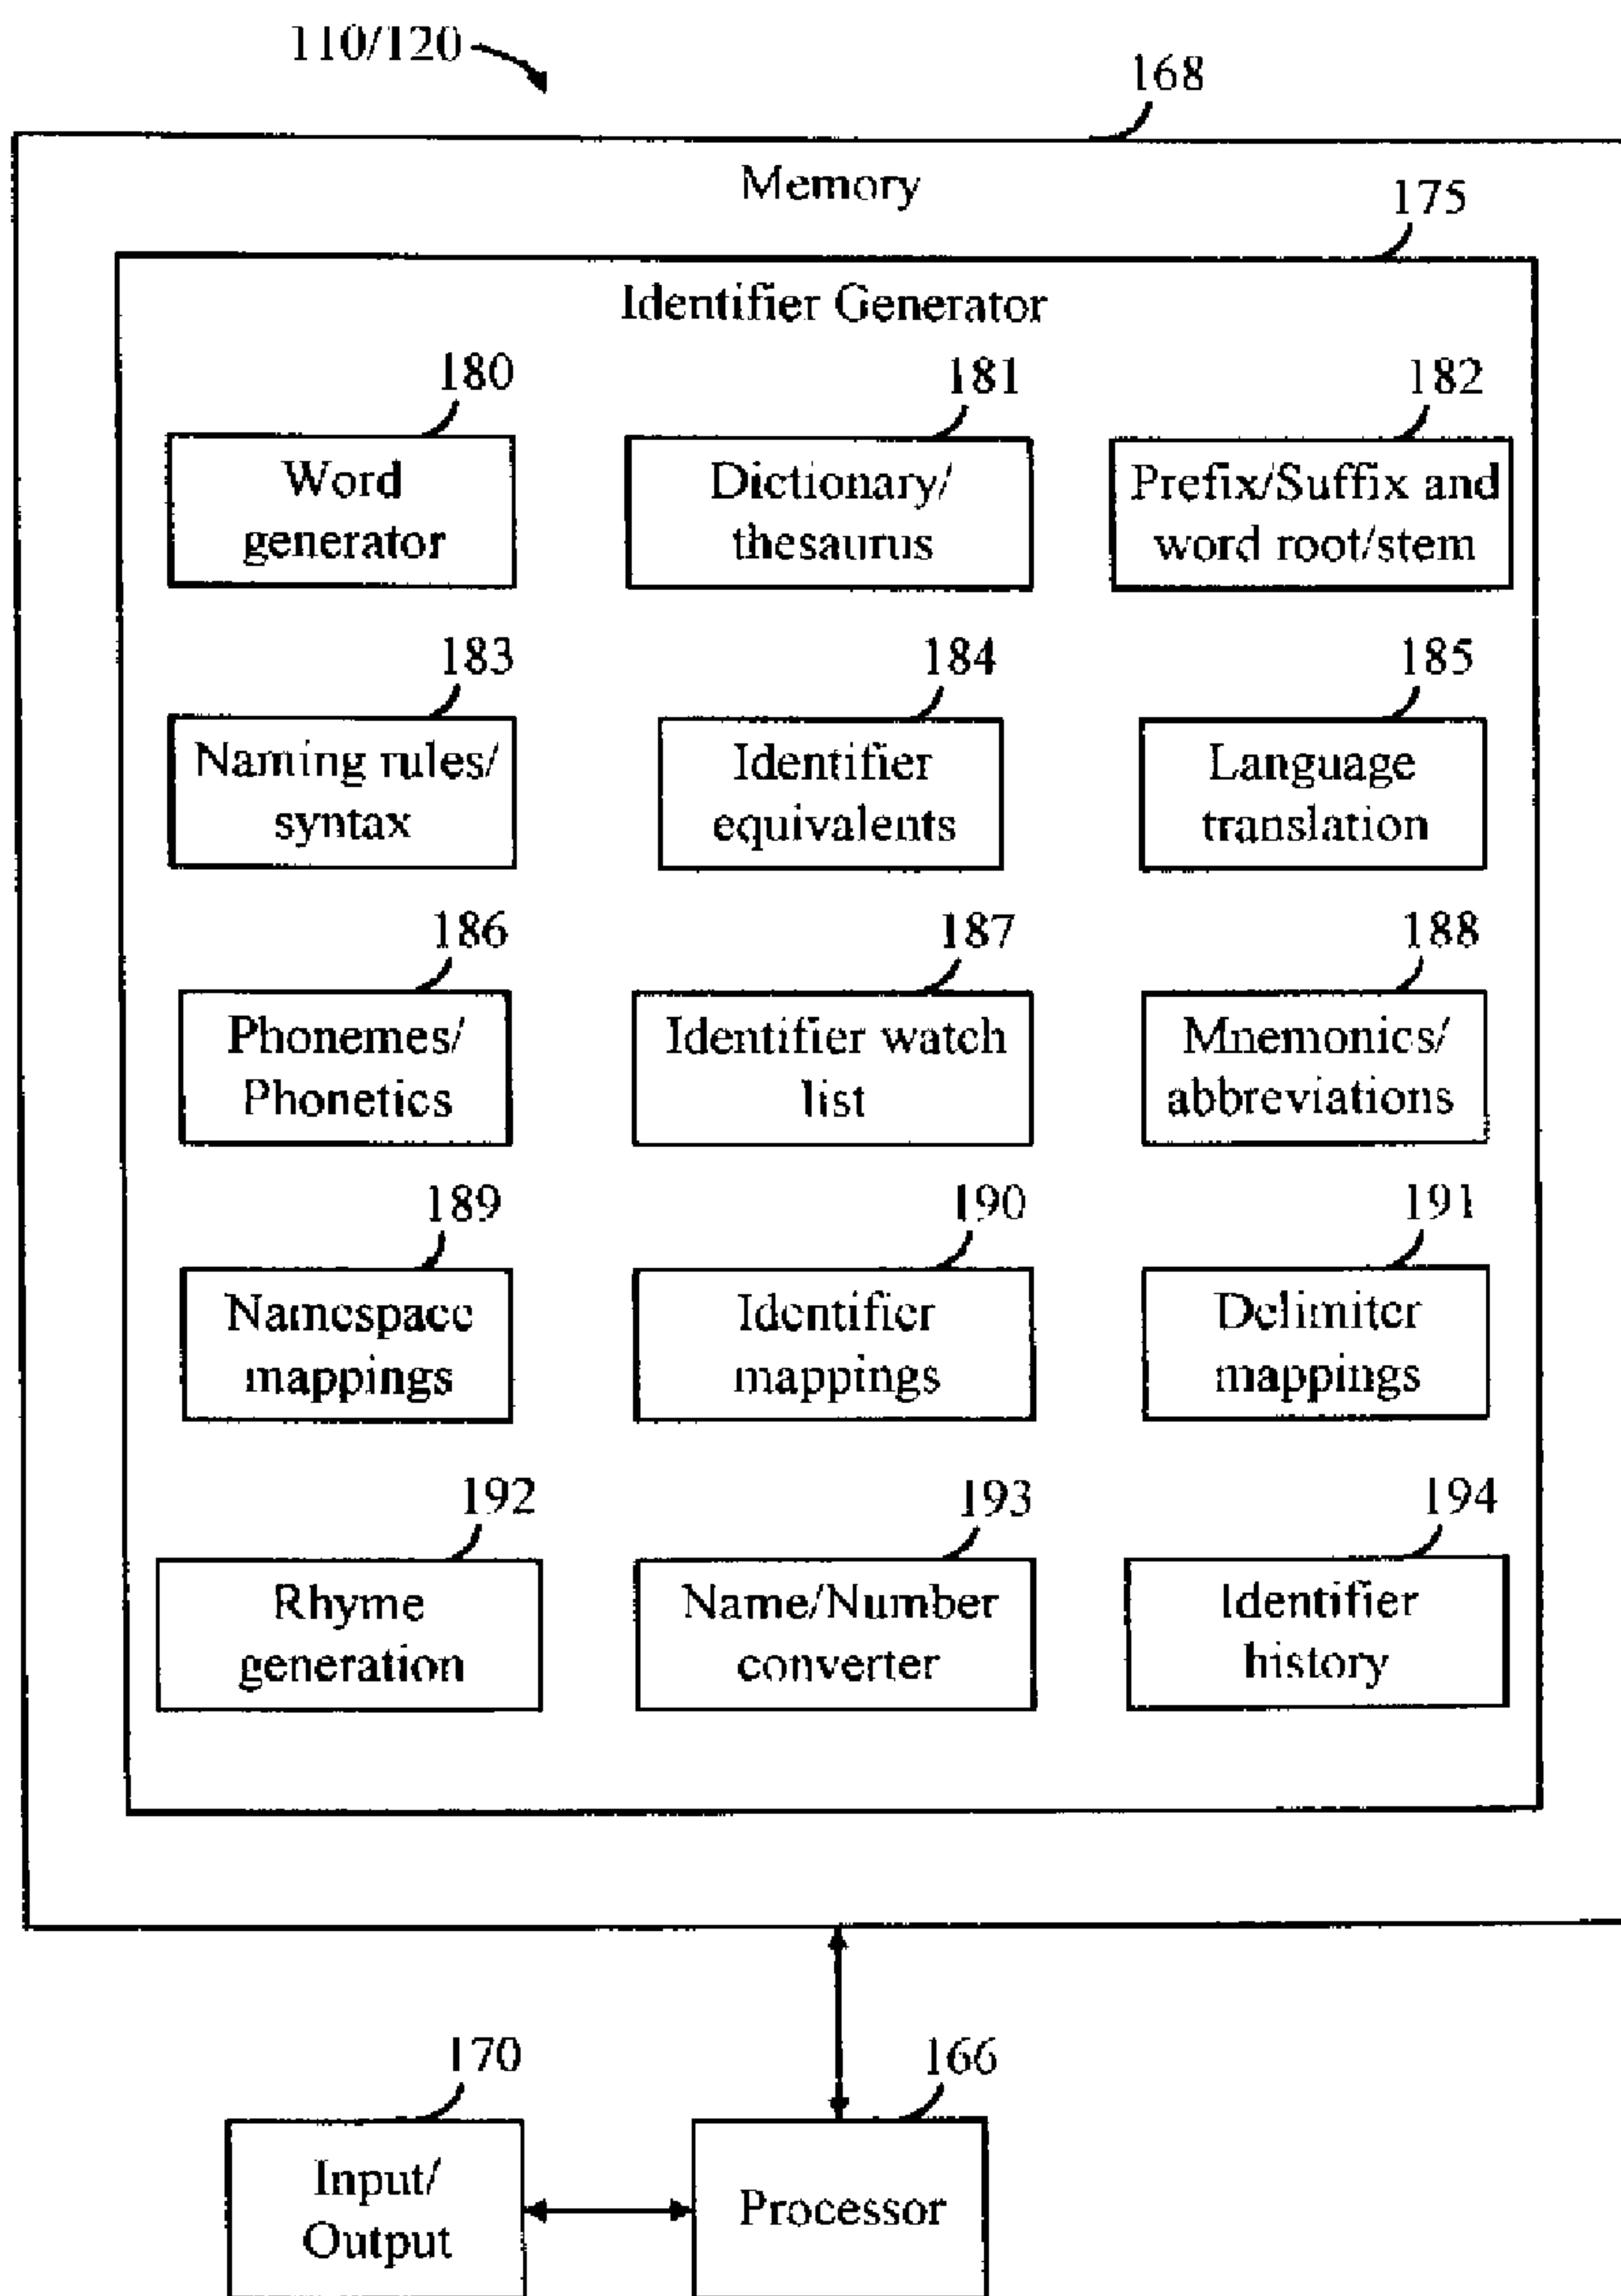 110/120
168
Memory
175
Identifier Generator
180
181
182
Word
generator
Dictionary/
thesaurus
Prefix/Suffix and
word root/stem
183
184
185
Naming rules/
syntax
Identifier
equivalents
Language
translation
186
187
188
Phonemes/
Phonetics
Identifier watch
list
Mnemonics/
abbreviations
189
190
191
Namespace
mappings
Identifier
mappings
Delimiter
mappings
192
193
194
Rhyme
generation
Name/Number
converter
Identifier
history
170
166
Input/
Output
Processor